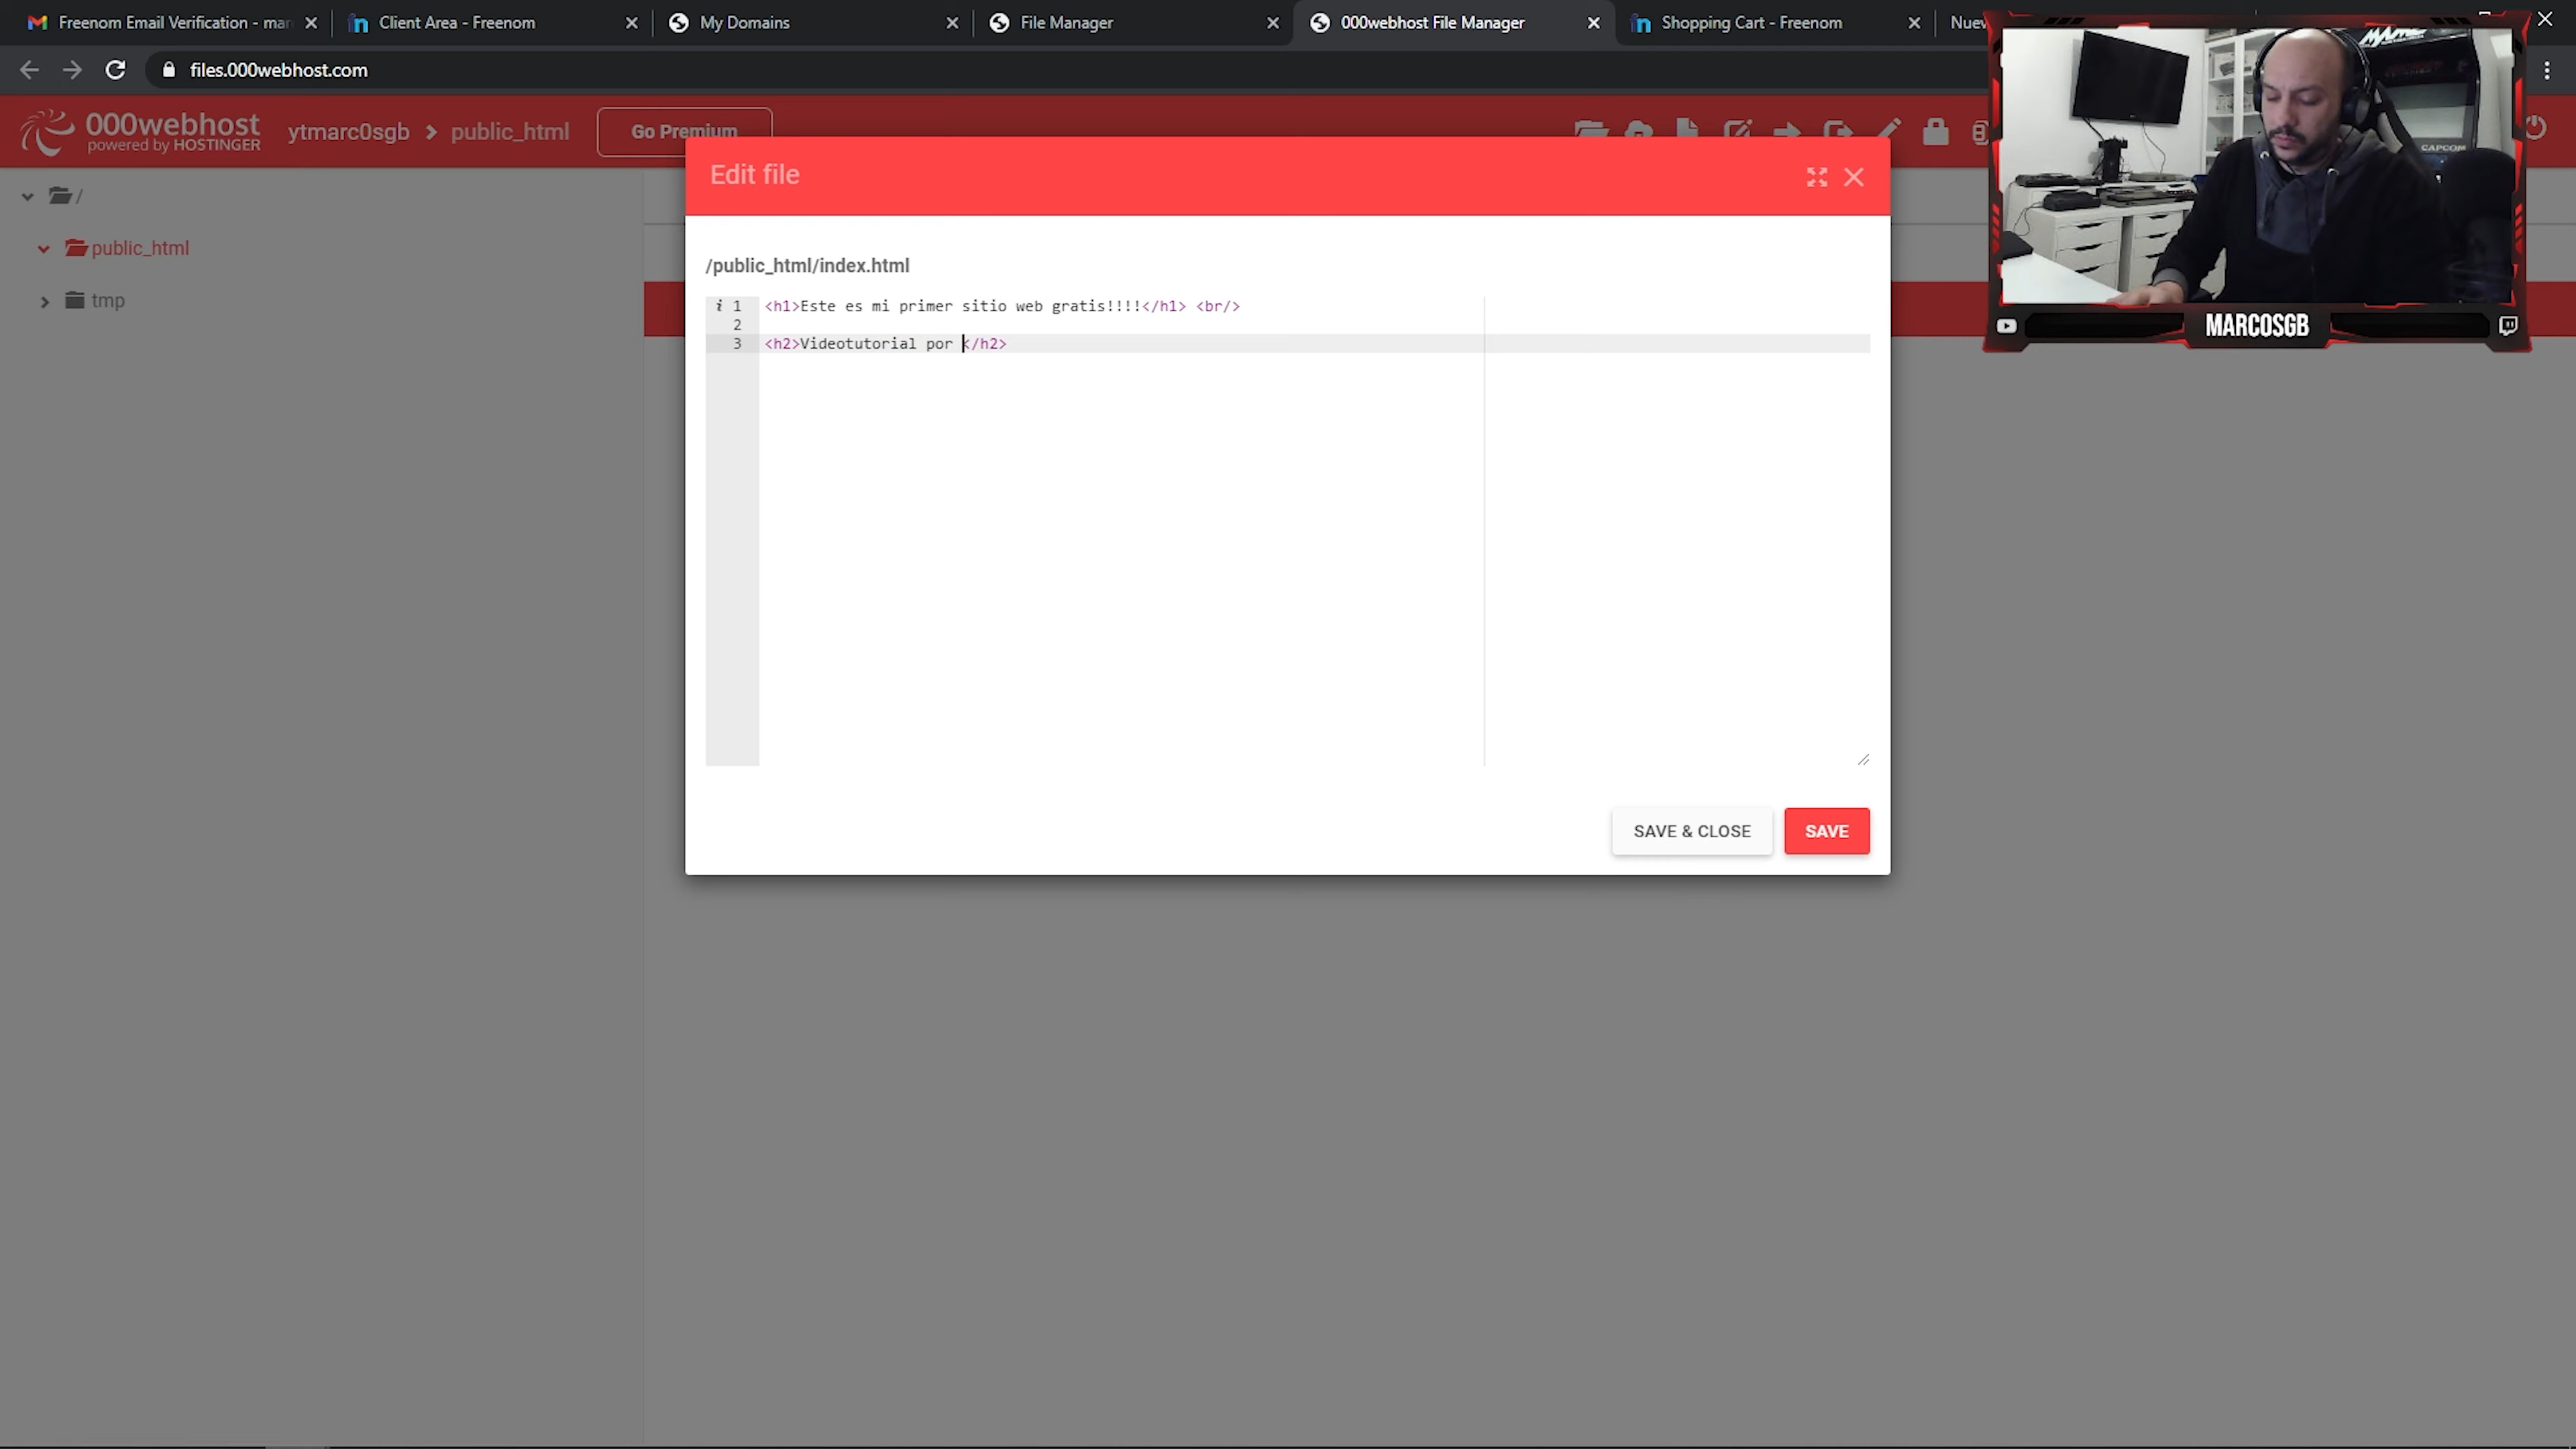 Freenom Email Verification - mar
Client Area - Freenom
My Domains
File Manager
000webhost File Manager
Shopping Cart - Freenom
files.000webhost.com
000webhost
powered by HOSTINGER
ytmarc0sgb
public_html
Go Premium
/
public_html
tmp
Edit file
/public_html/index.html
1 <h1>Este es mi primer sitio web gratis!!!!</h1> <br/>
2
3 <h2>Videotutorial por </h2>
SAVE & CLOSE
SAVE
CAPCOM
MARCOSGB